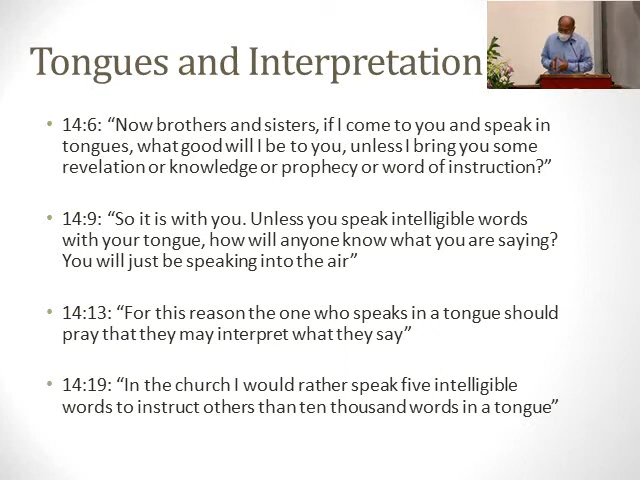 Tongues and Interpretation
• 14:6: “Now brothers and sisters, if I come to you and speak in
tongues, what good will I be to you, unless I bring you some
revelation or knowledge or prophecy or word of instruction?”
• 14:9: “So it is with you. Unless you speak intelligible words
with your tongue, how will anyone know what you are saying?
You will just be speaking into the air”
• 14:13: “For this reason the one who speaks in a tongue should
pray that they may interpret what they say”
• 14:19: “In the church I would rather speak five intelligible
words to instruct others than ten thousand words in a tongue”